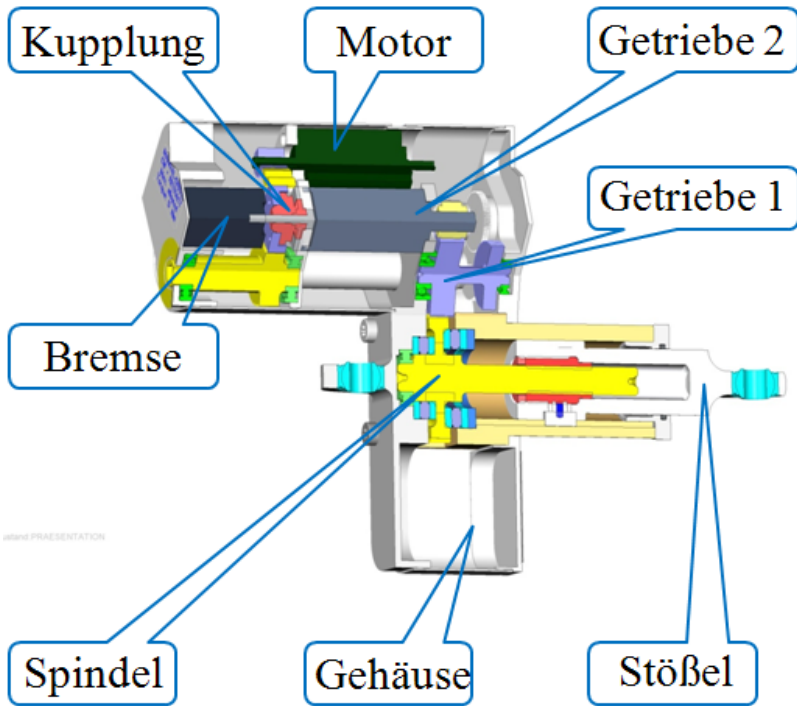 Kupplung
Motor
Getriebe 2
Getriebe 1
Bremse
PRAESENTATION
Spindel
Gehäuse
Stößel